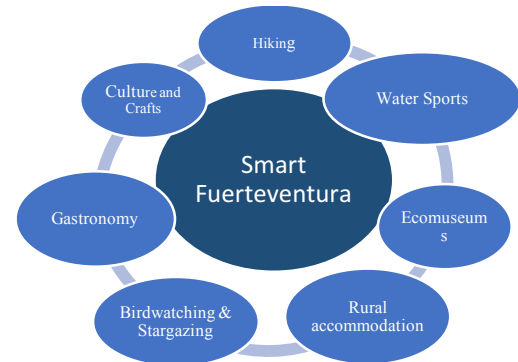 Hiking
Water Sports
Ecomuseum
s
Rural
accommodation
Birdwatching &
Stargazing
Gastronomy
Culture and
Crafts
Smart
Fuerteventura